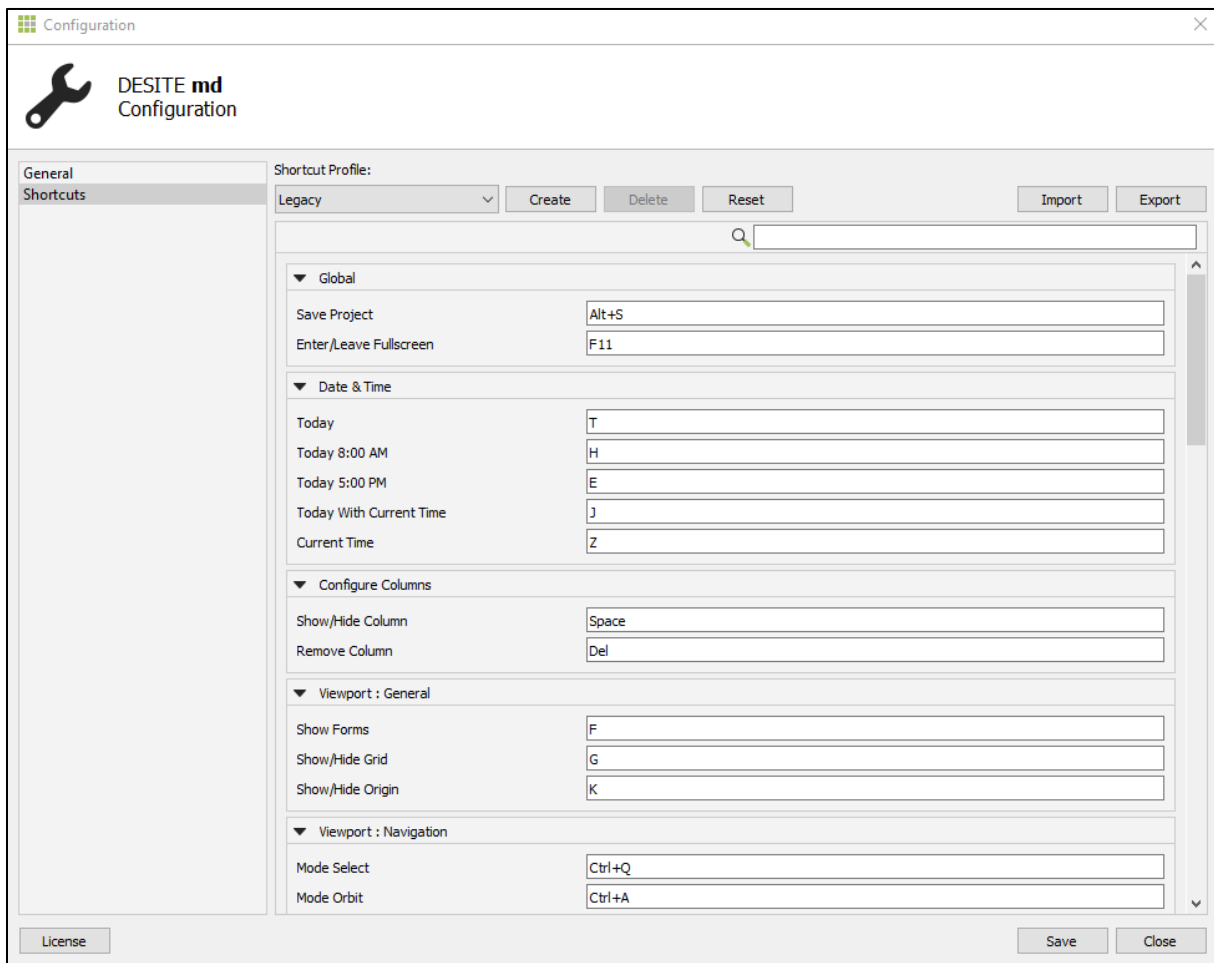 Configuration
DESITE md
Configuration
General
Shortcuts
Shortcut Profile:
Legacy Create Delete Reset Import Export
Global
Save Project Alt+S
Enter/Leave Fullscreen F11
Date & Time
Today T
Today 8:00 AM H
Today 5:00 PM E
Today With Current Time J
Current Time Z
Configure Columns
Show/Hide Column Space
Remove Column Del
Viewport : General
Show Forms F
Show/Hide Grid G
Show/Hide Origin K
Viewport : Navigation
Mode Select Ctrl+Q
Mode Orbit Ctrl+A
License Save Close